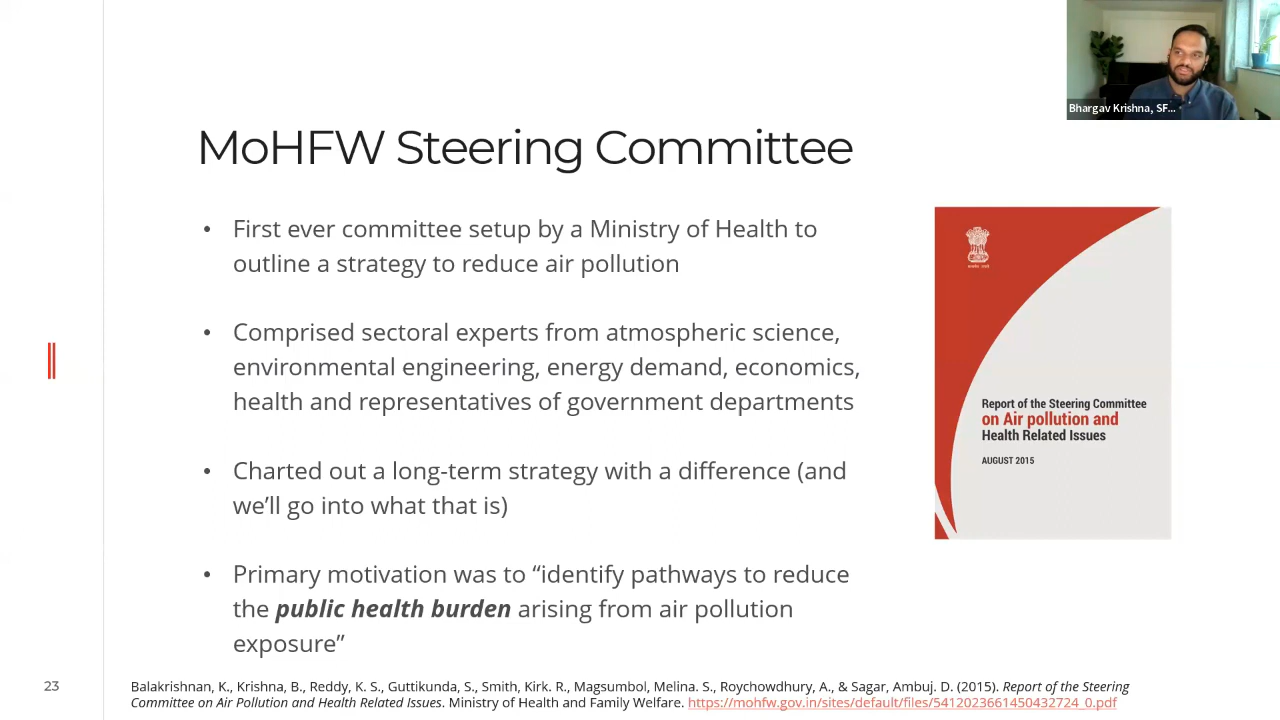 Bhargav Krishna, SF...
MoHFW Steering Committee
• First ever committee setup by a Ministry of Health to
outline a strategy to reduce air pollution
• Comprised sectoral experts from atmospheric science,
environmental engineering, energy demand, economics,
health and representatives of government departments
• Charted out a long-term strategy with a difference (and
we’ll go into what that is)
• Primary motivation was to “identify pathways to reduce
the public health burden arising from air pollution
exposure”
Report of the Steering Committee
on Air pollution and
Health Related Issues
AUGUST 2015
23
Balakrishnan, K., Krishna, B., Reddy, K. S., Guttikunda, S., Smith, Kirk. R., Magsumbol, Melina. S., Roychowdhury, A., & Sagar, Ambuj. D. (2015). Report of the Steering
Committee on Air Pollution and Health Related Issues. Ministry of Health and Family Welfare. https://mohfw.gov.in/sites/default/files/5412023661450432724_0.pdf